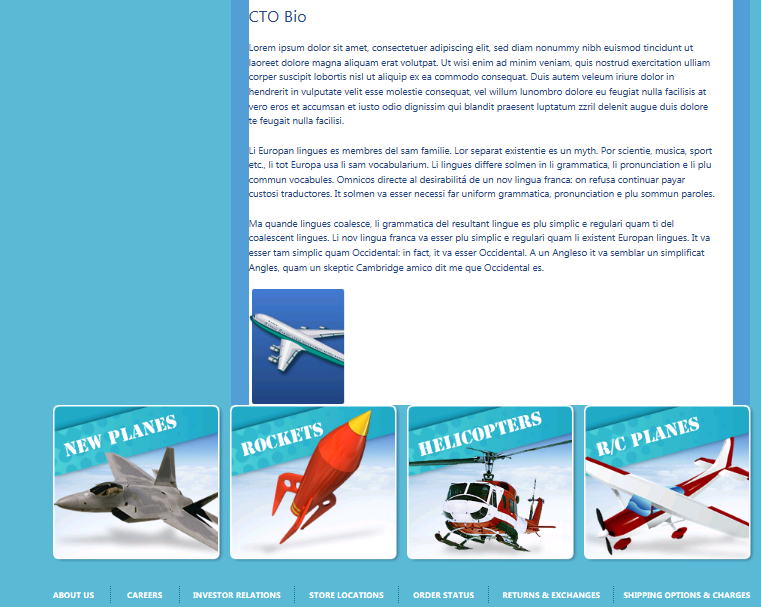 CTO Bio
Lorem ipsum dolor sit amet, consectetuer adipiscing elit, sed diam nonummy nibh euismod tincidunt ut
laoreet dolore magna aliquam erat volutpat. Ut wisi enim ad minim veniam, quis nostrud exercitation ulliam
corper suscipit lobortis nisl ut aliquip ex ea commodo consequat. Duis autem veleum iriure dolor in
hendrerit in vulputate velit esse molestie consequat, vel willum lunombro dolore eu feugiat nulla facilisis at
vero eros et accumsan et iusto odio dignissim qui blandit praesent luptatum zzril delenit augue duis dolore
te feugait nulla facilisi.
Li Europan lingues es membres del sam familie. Lor separat existentie es un myth. Por scientie, musica, sport
etc., li tot Europa usa li sam vocabularium. Li lingues differe solmen in li grammatica, li pronunciation e li plu
commun vocabules. Omnicos directe al desirabilitá de un nov lingua franca: on refusa continuar payar
custosi traductores. It solmen va esser necessi far uniform grammatica, pronunciation e plu sommun paroles.
Ma quande lingues coalesce, li grammatica del resultant lingue es plu simplic e regulari quam ti del
coalescent lingues. Li nov lingua franca va esser plu simplic e regulari quam li existent Europan lingues. It va
esser tam simplic quam Occidental: in fact, it va esser Occidental. A un Angleso it va semblar un simplificat
Angles, quam un skeptic Cambridge amico dit me que Occidental es.
NEW PLANES
ROCKETS
HELICOPTERS
R/C PLANES
ABOUT US CAREERS INVESTOR RELATIONS STORE LOCATIONS ORDER STATUS RETURNS & EXCHANGES SHIPPING OPTIONS & CHARGES